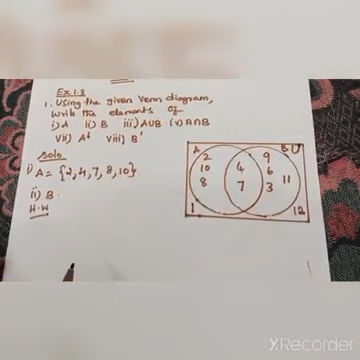 Ex 1.3
1. Using the given Venn diagram,
Write the elements of
i) A ii) B iii) A∪B iv) A∩B
vii) A' viii) B'
Soln
i) A = {2,4,7,8,10}
ii) B
H.W
A B U
2 9
10 4 6
8 7 3 11
1 12
XRecorder